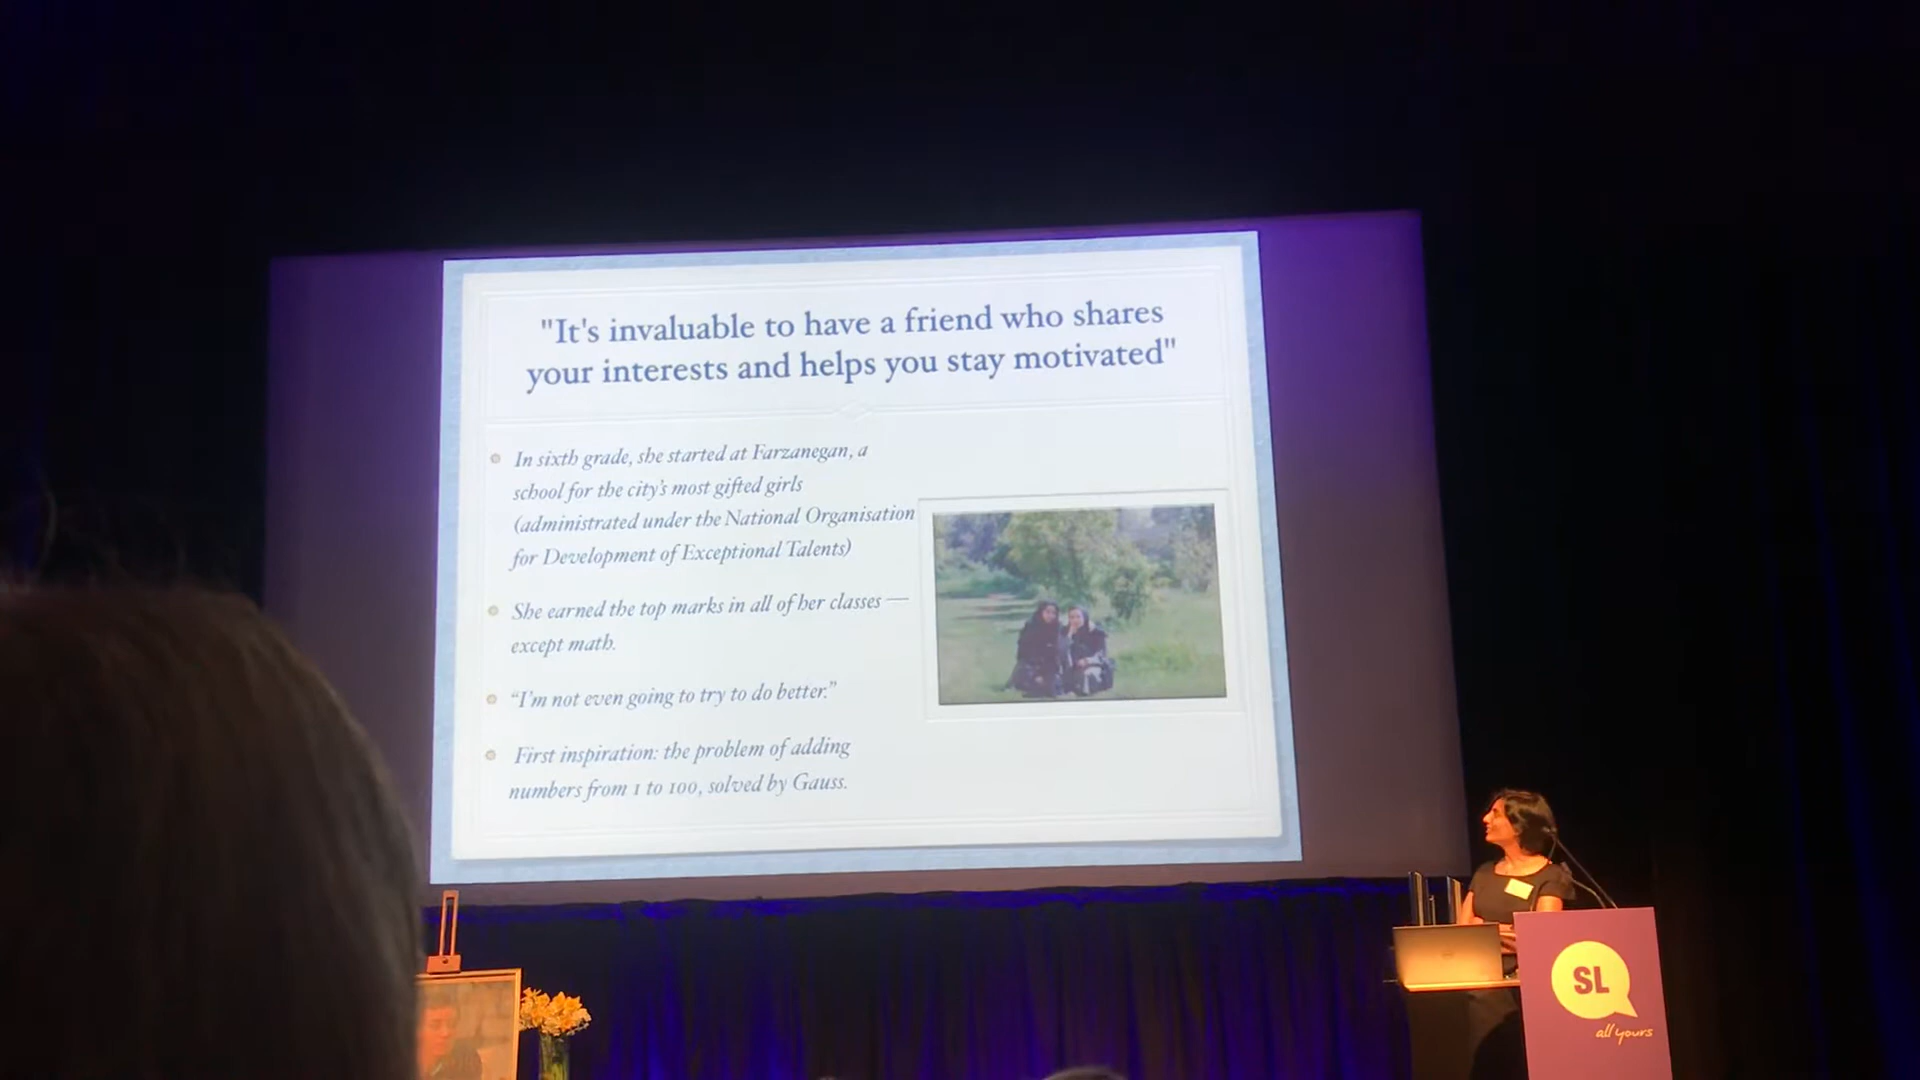 "It's invaluable to have a friend who shares
your interests and helps you stay motivated"
In sixth grade, she started at Farzanegan, a
school for the city's most gifted girls
(administrated under the National Organisation
for Development of Exceptional Talents)
She earned the top marks in all of her classes —
except math.
“I'm not even going to try to do better.”
First inspiration: the problem of adding
numbers from 1 to 100, solved by Gauss.
SL
all yours